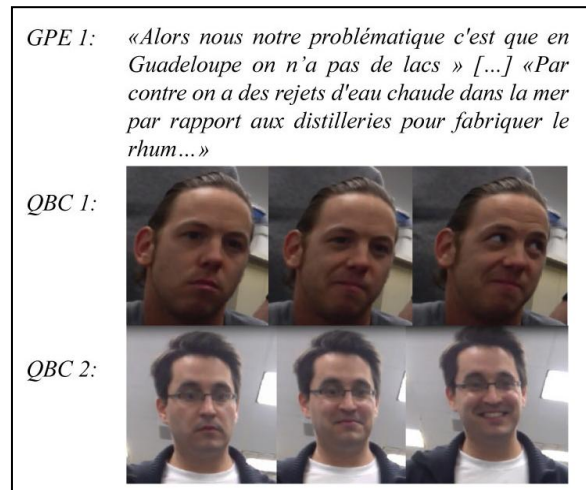 GPE 1: «Alors nous notre problématique c'est que en
Guadeloupe on n'a pas de lacs » [...] «Par
contre on a des rejets d'eau chaude dans la mer
par rapport aux distilleries pour fabriquer le
rhum…»
QBC 1:
QBC 2: